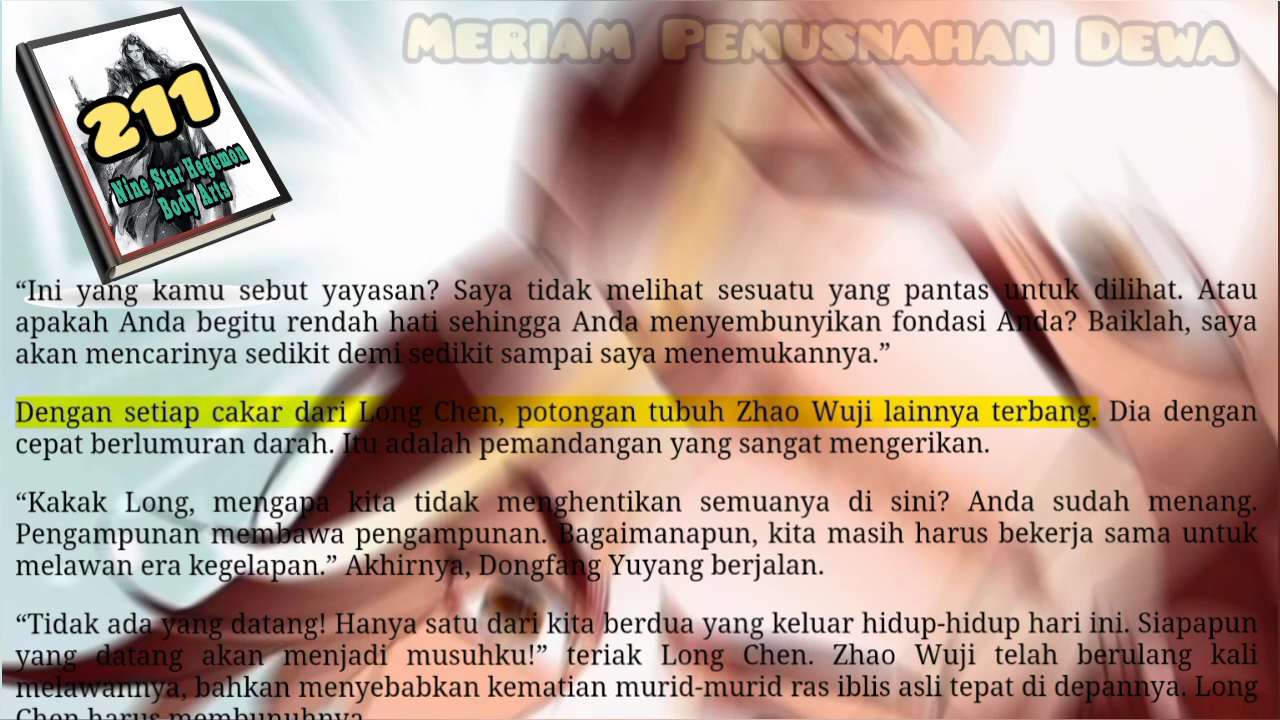 Meriam Pemusnahan Dewa
211
Nine Star Hegemon
Body Arts
“Ini yang kamu sebut yayasan? Saya tidak melihat sesuatu yang pantas untuk dilihat. Atau
apakah Anda begitu rendah hati sehingga Anda menyembunyikan fondasi Anda? Baiklah, saya
akan mencarinya sedikit demi sedikit sampai saya menemukannya.”
Dengan setiap cakar dari Long Chen, potongan tubuh Zhao Wuji lainnya terbang. Dia dengan
cepat berlumuran darah. Itu adalah pemandangan yang sangat mengerikan.
“Kakak Long, mengapa kita tidak menghentikan semuanya di sini? Anda sudah menang.
Pengampunan membawa pengampunan. Bagaimanapun, kita masih harus bekerja sama untuk
melawan era kegelapan.” Akhirnya, Dongfang Yuyang berjalan.
“Tidak ada yang datang! Hanya satu dari kita berdua yang keluar hidup-hidup hari ini. Siapapun
yang datang akan menjadi musuhku!” teriak Long Chen. Zhao Wuji telah berulang kali
melawannya, bahkan menyebabkan kematian murid-murid ras iblis asli tepat di depannya. Long
Chen harus membunuhnya.